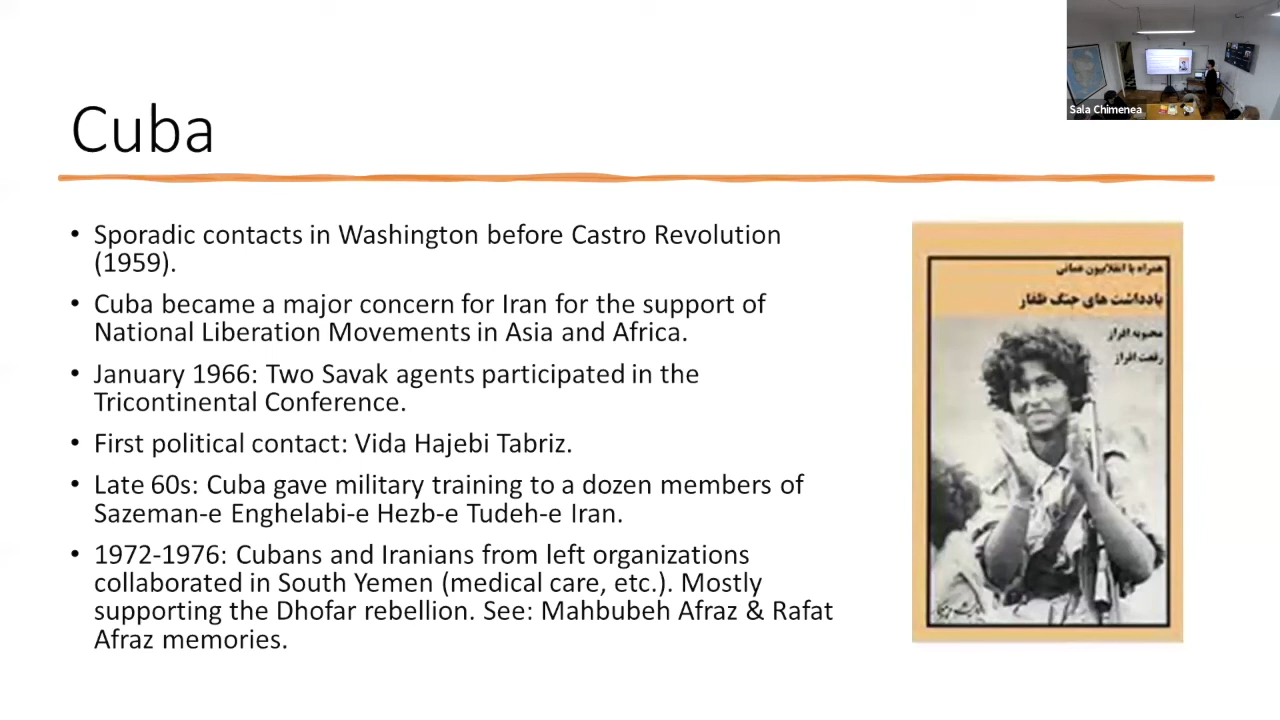 Cuba
Sala Chimenea
• Sporadic contacts in Washington before Castro Revolution
(1959).
• Cuba became a major concern for Iran for the support of
National Liberation Movements in Asia and Africa.
• January 1966: Two Savak agents participated in the
Tricontinental Conference.
• First political contact: Vida Hajebi Tabriz.
• Late 60s: Cuba gave military training to a dozen members of
Sazeman-e Enghelabi-e Hezb-e Tudeh-e Iran.
• 1972-1976: Cubans and Iranians from left organizations
collaborated in South Yemen (medical care, etc.). Mostly
supporting the Dhofar rebellion. See: Mahbubeh Afraz & Rafat
Afraz memories.
همراه با انقلابیون عمانی
یادداشت های جنگ ظفار
محبوبه افراز
رفعت افراز